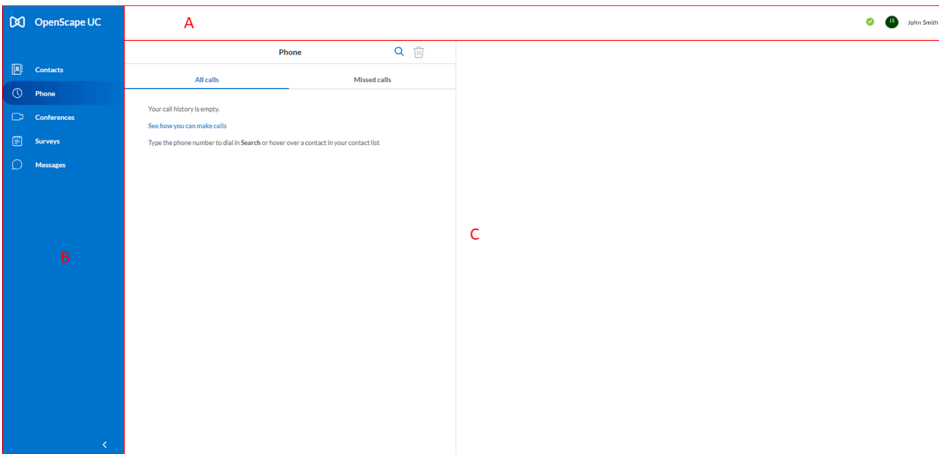 OpenScape UC
A
JS
John Smith
Contacts
Phone
Conferences
Surveys
Messages
B
Phone
All calls
Missed calls
Your call history is empty.
See how you can make calls
Type the phone number to dial in Search or hover over a contact in your contact list
C